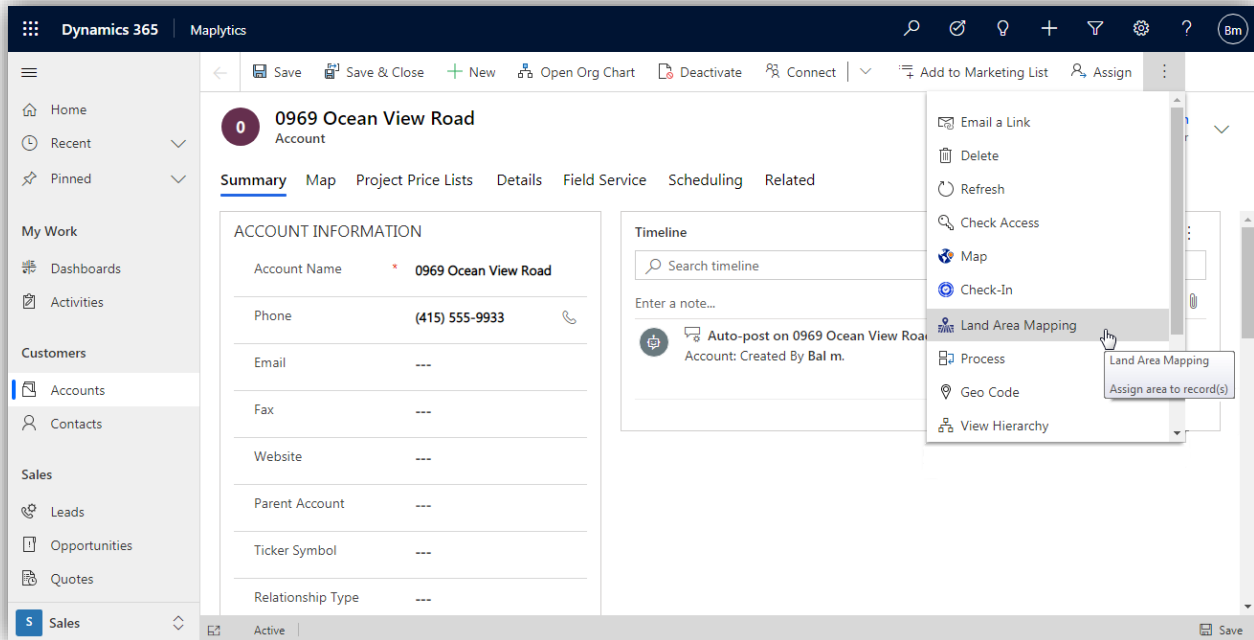 Dynamics 365 Maplytics Bm
Save Save & Close New Open Org Chart Deactivate Connect Add to Marketing List Assign
Home
Recent
Pinned
My Work
Dashboards
Activities
Customers
Accounts
Contacts
Sales
Leads
Opportunities
Quotes
S Sales
0 0969 Ocean View Road
Account
Summary Map Project Price Lists Details Field Service Scheduling Related
ACCOUNT INFORMATION
Account Name * 0969 Ocean View Road
Phone (415) 555-9933
Email ---
Fax ---
Website ---
Parent Account ---
Ticker Symbol ---
Relationship Type ---
Timeline
Search timeline
Enter a note...
Auto-post on 0969 Ocean View Road
Account: Created By Bal m.
Email a Link
Delete
Refresh
Check Access
Map
Check-In
Land Area Mapping
Process
Geo Code
View Hierarchy
Land Area Mapping
Assign area to record(s)
Active Save